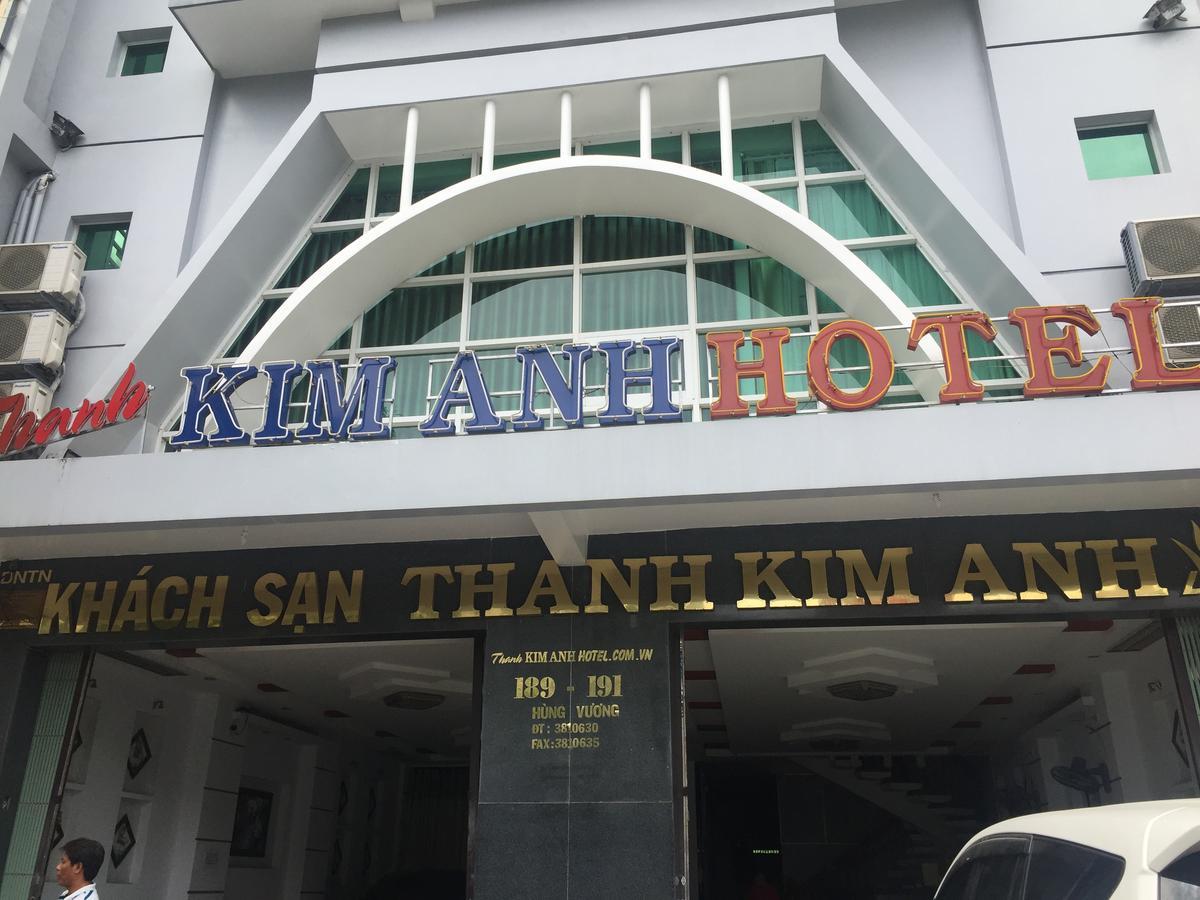 Thanh KIM ANH HOTEL
DNTN
KHÁCH SẠN THANH KIM ANH
Thanh KIM ANH HOTEL.COM.VN
189 - 191
HÙNG VƯƠNG
ĐT : 3810630
FAX:3810635